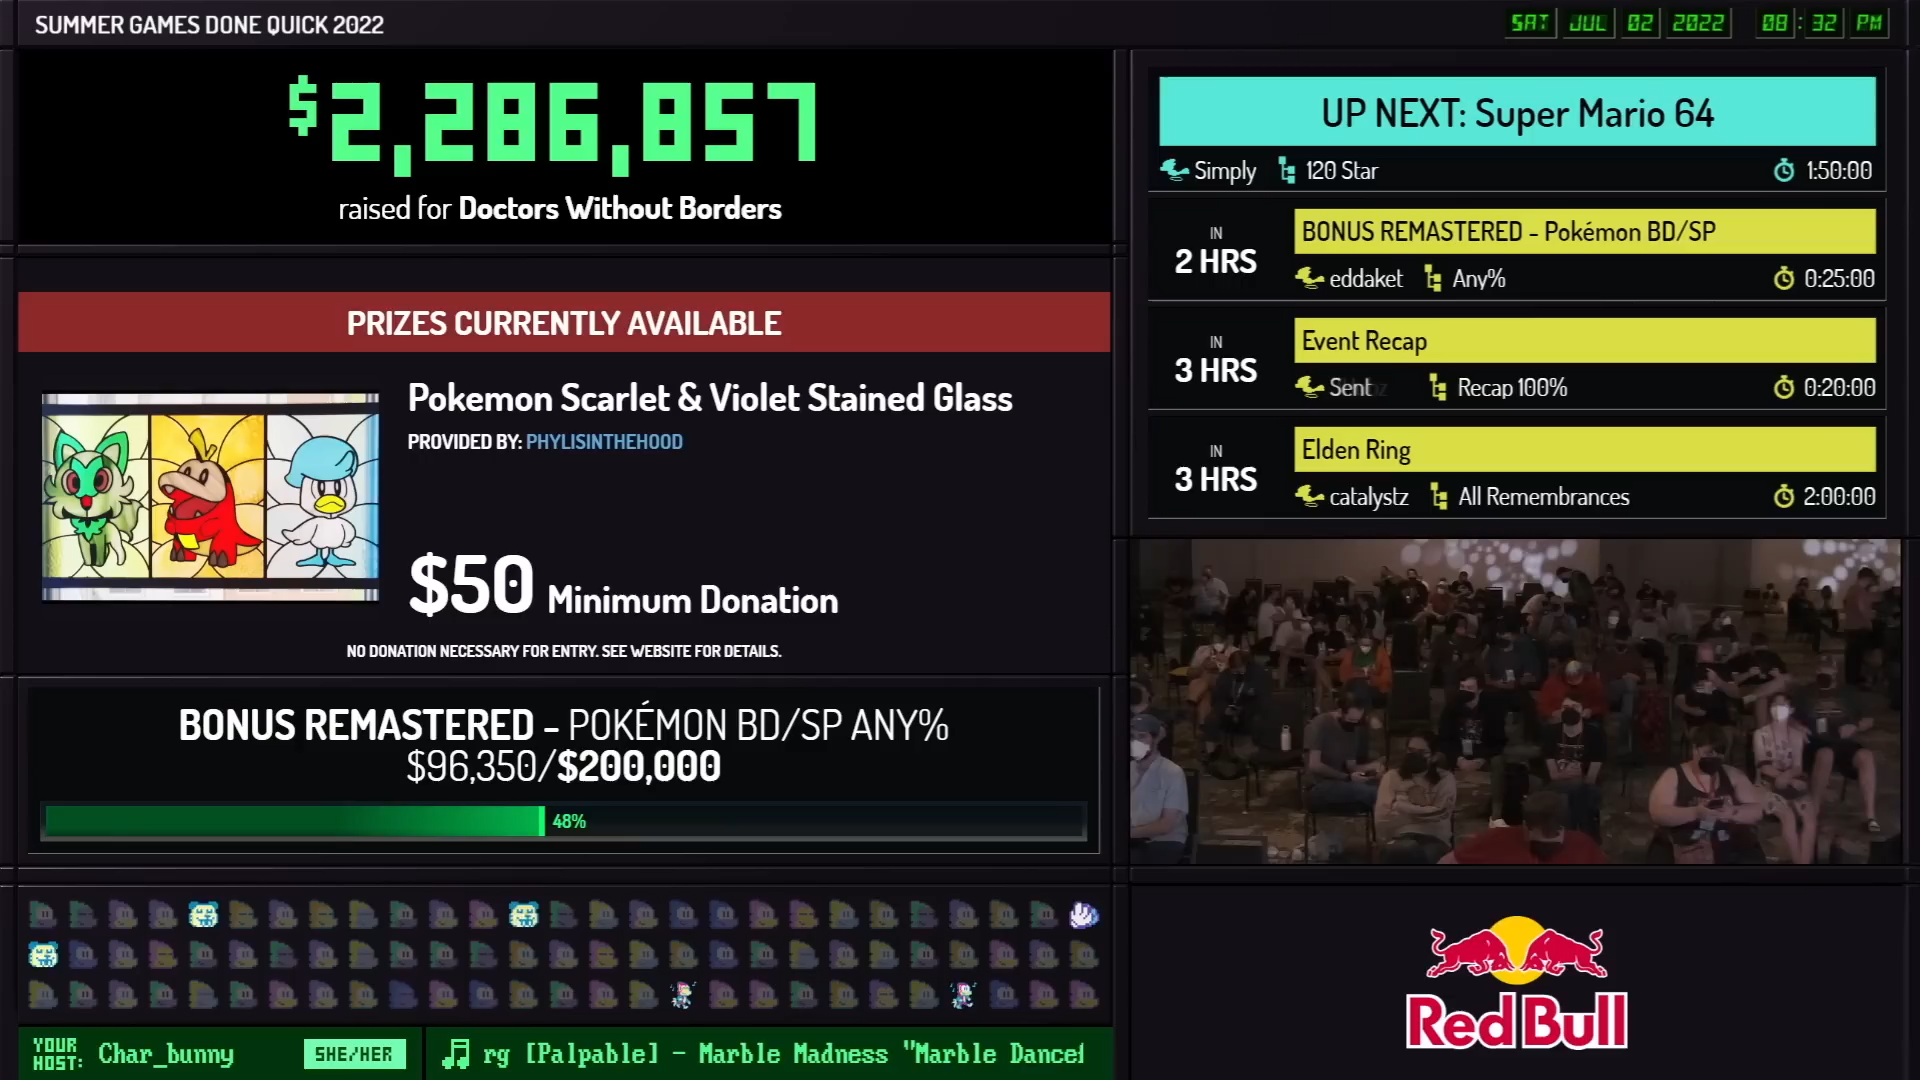 SUMMER GAMES DONE QUICK 2022
SAT JUL 02 2022 08:32 PM
$2,286,857
raised for Doctors Without Borders
PRIZES CURRENTLY AVAILABLE
Pokemon Scarlet & Violet Stained Glass
PROVIDED BY: PHYLISINTHEHOOD
$50 Minimum Donation
NO DONATION NECESSARY FOR ENTRY. SEE WEBSITE FOR DETAILS.
BONUS REMASTERED - POKÉMON BD/SP ANY%
$96,350/$200,000
48%
YOUR HOST: Char_bunny SHE/HER
rg [Palpable] - Marble Madness "Marble Dancef
UP NEXT: Super Mario 64
Simply 120 Star 1:50:00
IN 2 HRS
BONUS REMASTERED - Pokémon BD/SP
eddaket Any% 0:25:00
IN 3 HRS
Event Recap
Sent Recap 100% 0:20:00
IN 3 HRS
Elden Ring
catalystz All Remembrances 2:00:00
Red Bull